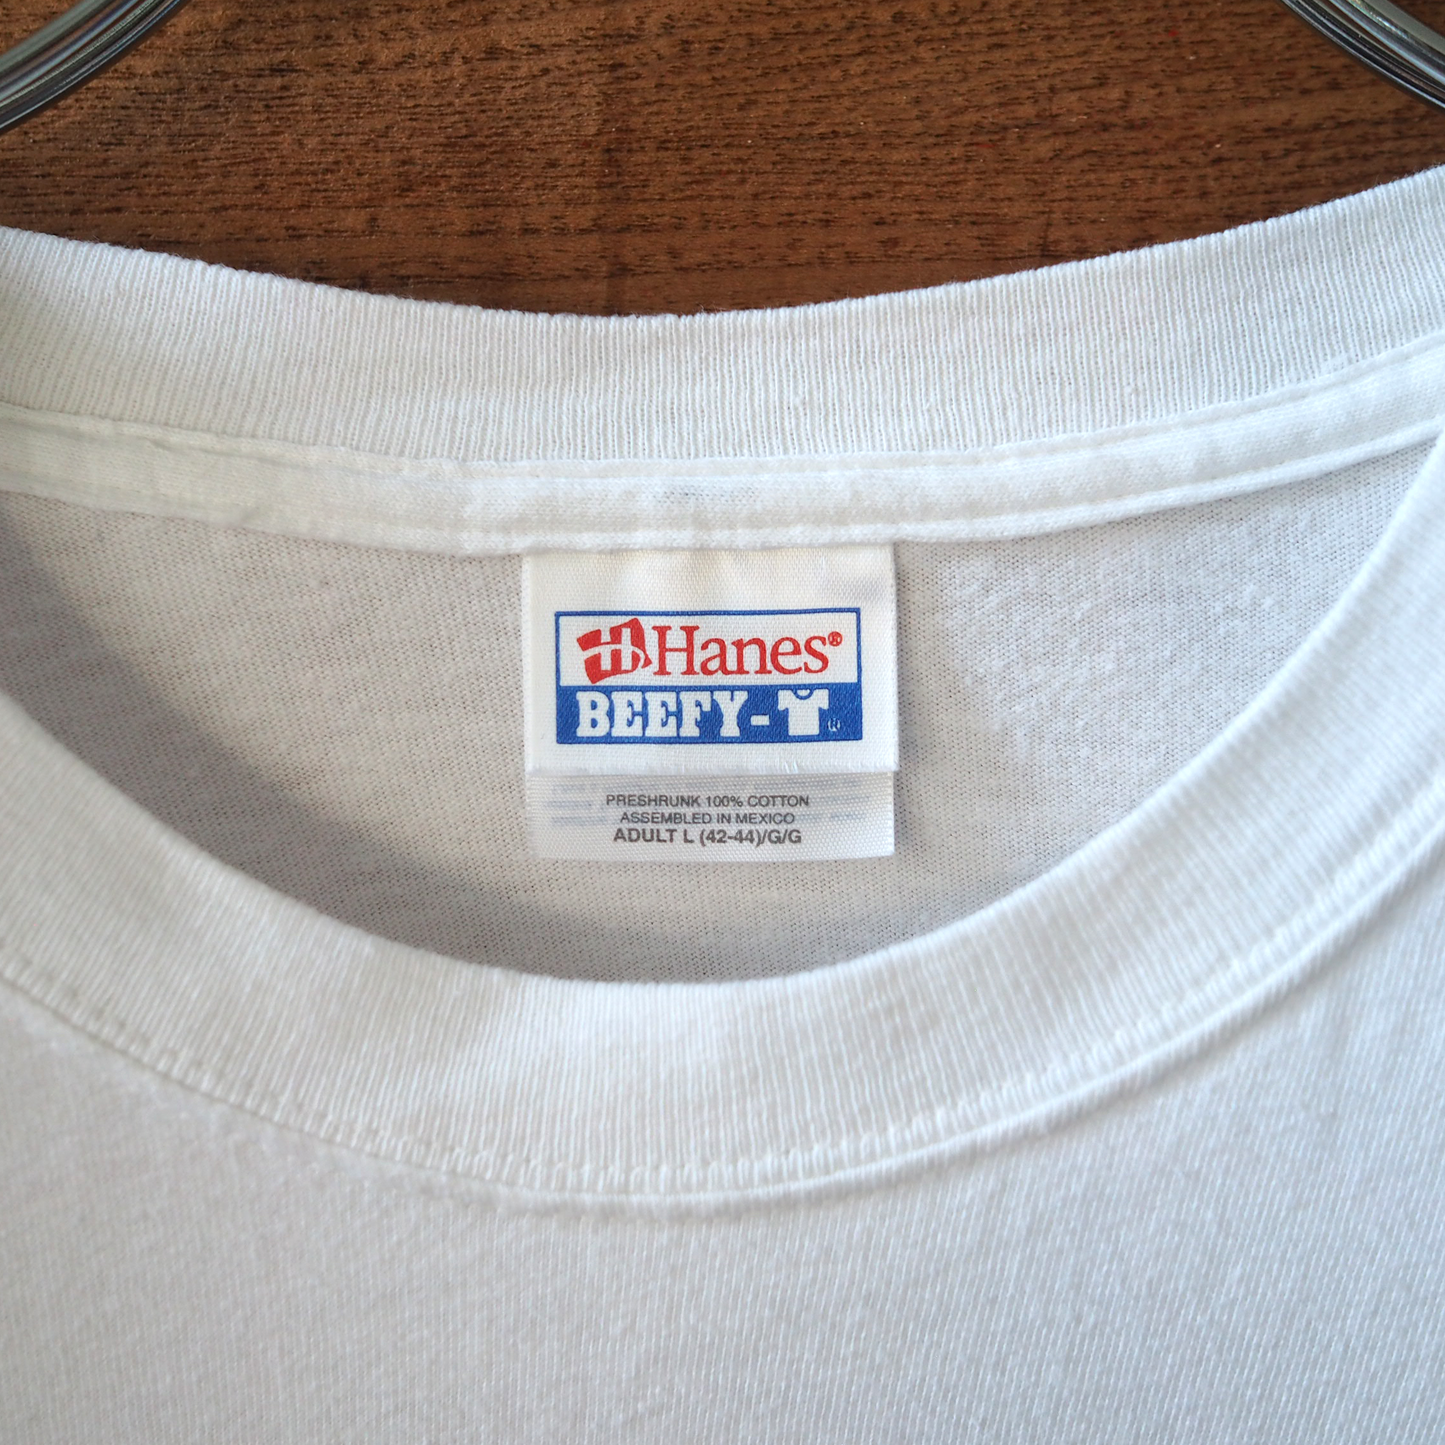 Hanes®
BEEFY-T®
PRESHRUNK 100% COTTON
ASSEMBLED IN MEXICO
ADULT L (42-44)/G/G